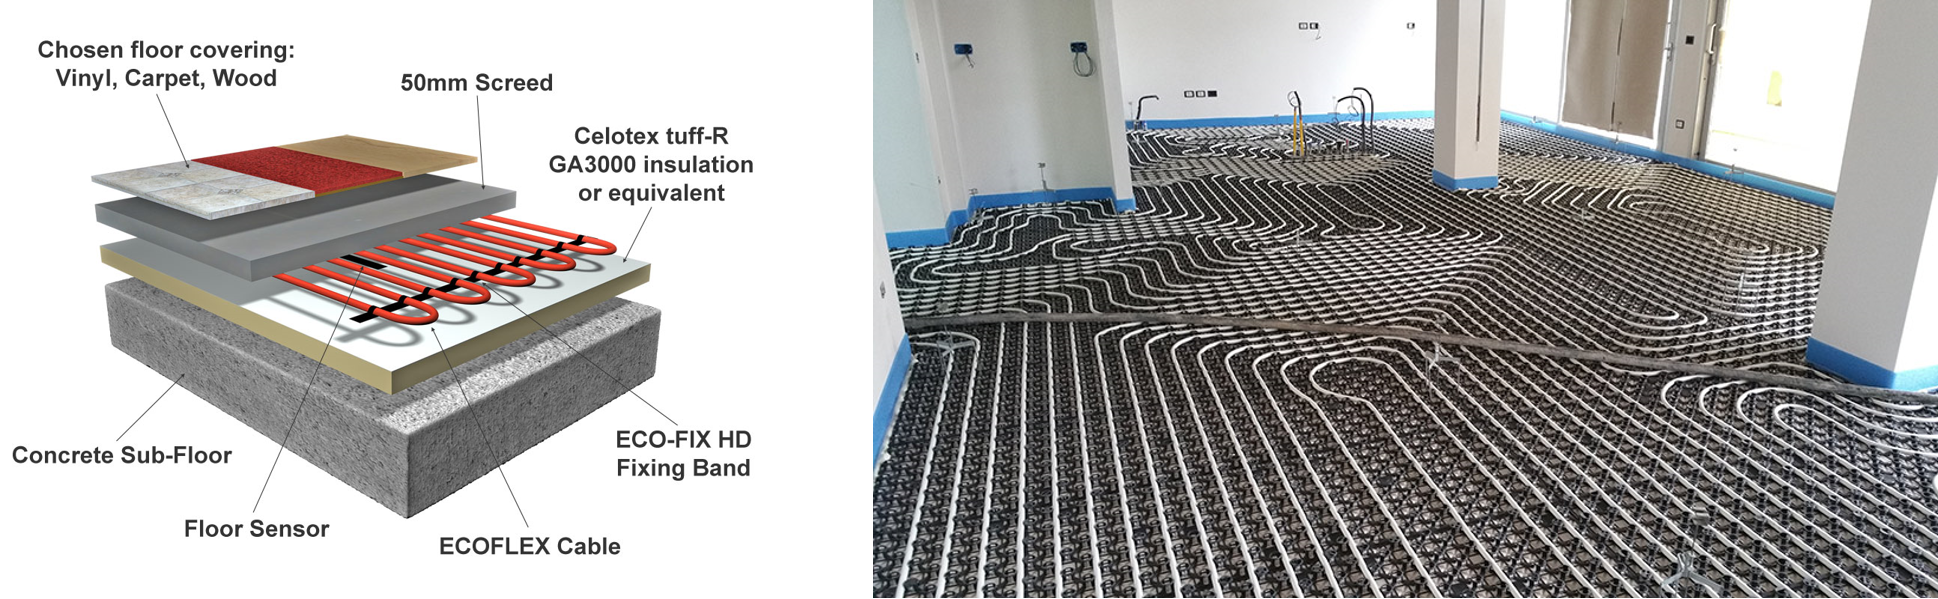 Chosen floor covering:
Vinyl, Carpet, Wood
50mm Screed
Celotex tuff-R
GA3000 insulation
or equivalent
ECO-FIX HD
Fixing Band
Concrete Sub-Floor
Floor Sensor
ECOFLEX Cable